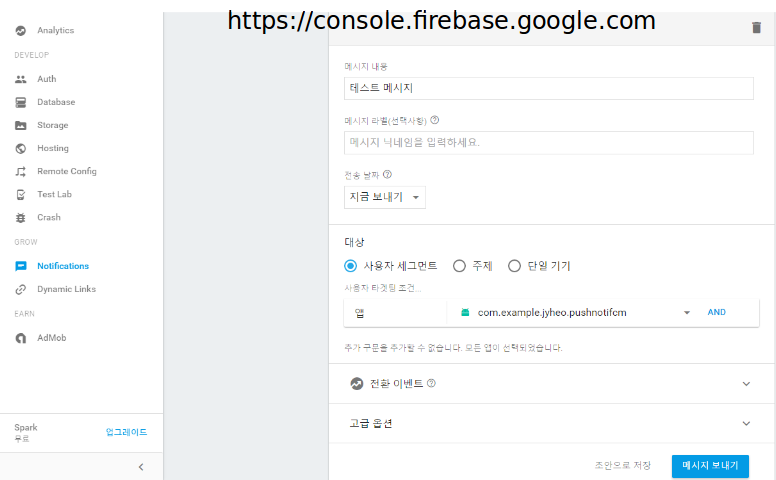 https://console.firebase.google.com
Analytics
DEVELOP
Auth
Database
Storage
Hosting
Remote Config
Test Lab
Crash
GROW
Notifications
Dynamic Links
EARN
AdMob
Spark
무료
업그레이드
메시지 내용
테스트 메시지
메시지 라벨(선택사항)
메시지 닉네임을 입력하세요.
전송 날짜
지금 보내기
대상
사용자 세그먼트 주제 단일 기기
사용자 타겟팅 조건...
앱 com.example.jyheo.pushnotifcm AND
추가 구문을 추가할 수 없습니다. 모든 앱이 선택되었습니다.
전환 이벤트
고급 옵션
초안으로 저장 메시지 보내기